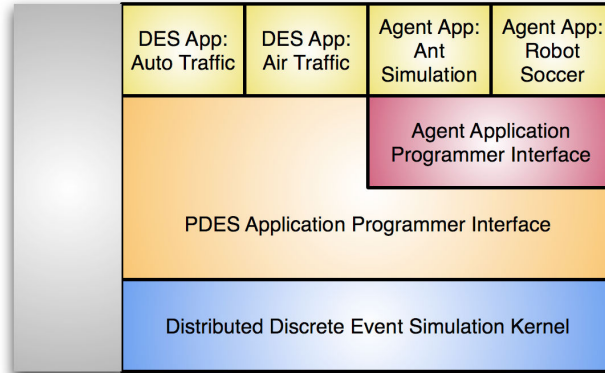 DES App:
Auto Traffic
DES App:
Air Traffic
Agent App:
Ant
Simulation
Agent App:
Robot
Soccer
Agent Application
Programmer Interface
PDES Application Programmer Interface
Distributed Discrete Event Simulation Kernel